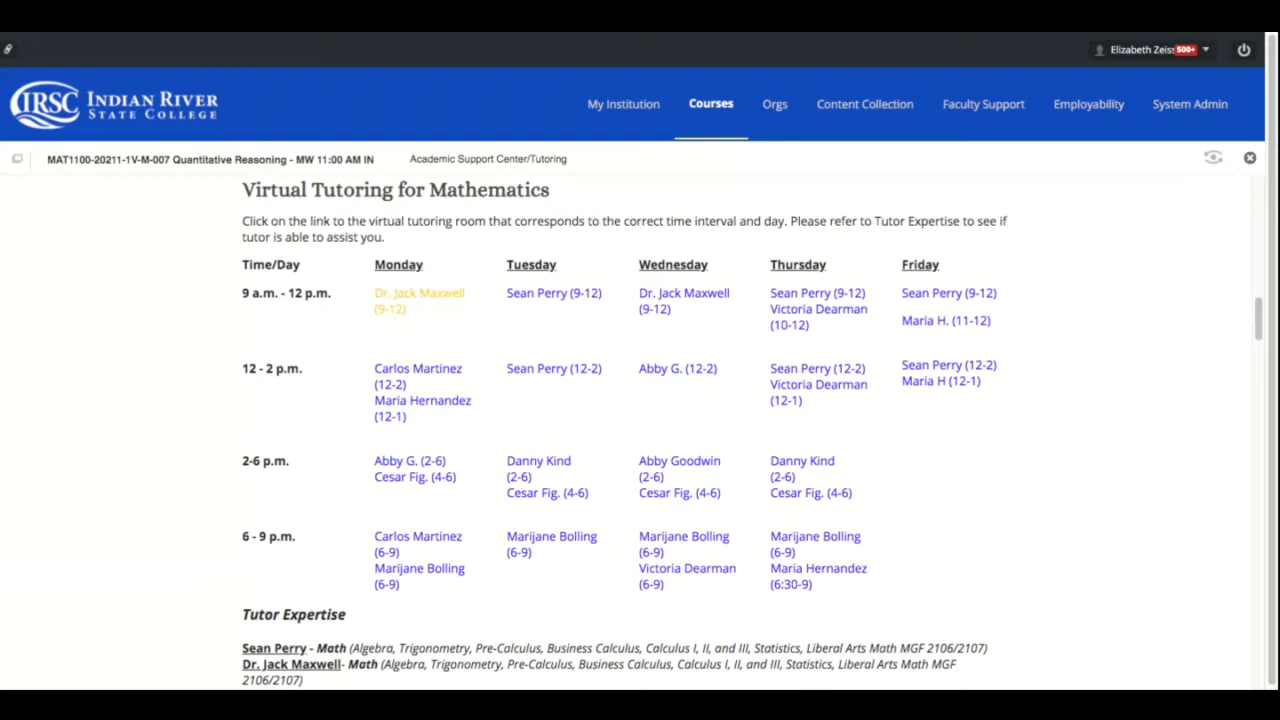 Elizabeth Zeiss 500+
IRSC INDIAN RIVER
STATE COLLEGE
My Institution Courses Orgs Content Collection Faculty Support Employability System Admin
MAT1100-20211-1V-M-007 Quantitative Reasoning - MW 11:00 AM IN Academic Support Center/Tutoring
Virtual Tutoring for Mathematics
Click on the link to the virtual tutoring room that corresponds to the correct time interval and day. Please refer to Tutor Expertise to see if
tutor is able to assist you.
Time/Day Monday Tuesday Wednesday Thursday Friday
9 a.m. - 12 p.m. Dr. Jack Maxwell Sean Perry (9-12) Dr. Jack Maxwell Sean Perry (9-12) Sean Perry (9-12)
(9-12) (9-12) Victoria Dearman
Maria H. (11-12)
(10-12)
12 - 2 p.m. Carlos Martinez Sean Perry (12-2) Abby G. (12-2) Sean Perry (12-2) Sean Perry (12-2)
(12-2) Victoria Dearman Maria H (12-1)
Maria Hernandez (12-1)
(12-1)
2-6 p.m. Abby G. (2-6) Danny Kind Abby Goodwin Danny Kind
Cesar Fig. (4-6) (2-6) (2-6) (2-6)
Cesar Fig. (4-6) Cesar Fig. (4-6) Cesar Fig. (4-6)
6 - 9 p.m. Carlos Martinez Marijane Bolling Marijane Bolling Marijane Bolling
(6-9) (6-9) (6-9) (6-9)
Marijane Bolling Victoria Dearman Maria Hernandez
(6-9) (6-9) (6:30-9)
Tutor Expertise
Sean Perry - Math (Algebra, Trigonometry, Pre-Calculus, Business Calculus, Calculus I, II, and III, Statistics, Liberal Arts Math MGF 2106/2107)
Dr. Jack Maxwell- Math (Algebra, Trigonometry, Pre-Calculus, Business Calculus, Calculus I, II, and III, Statistics, Liberal Arts Math MGF
2106/2107)